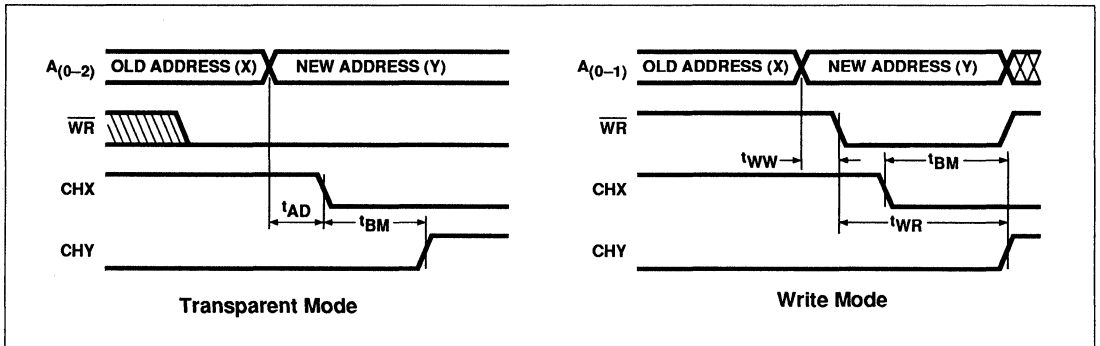 A(0–2) OLD ADDRESS (X) NEW ADDRESS (Y)
WR
CHX
tAD tBM
CHY
Transparent Mode
A(0–1) OLD ADDRESS (X) NEW ADDRESS (Y)
WR
tWW tBM
CHX
tWR
CHY
Write Mode